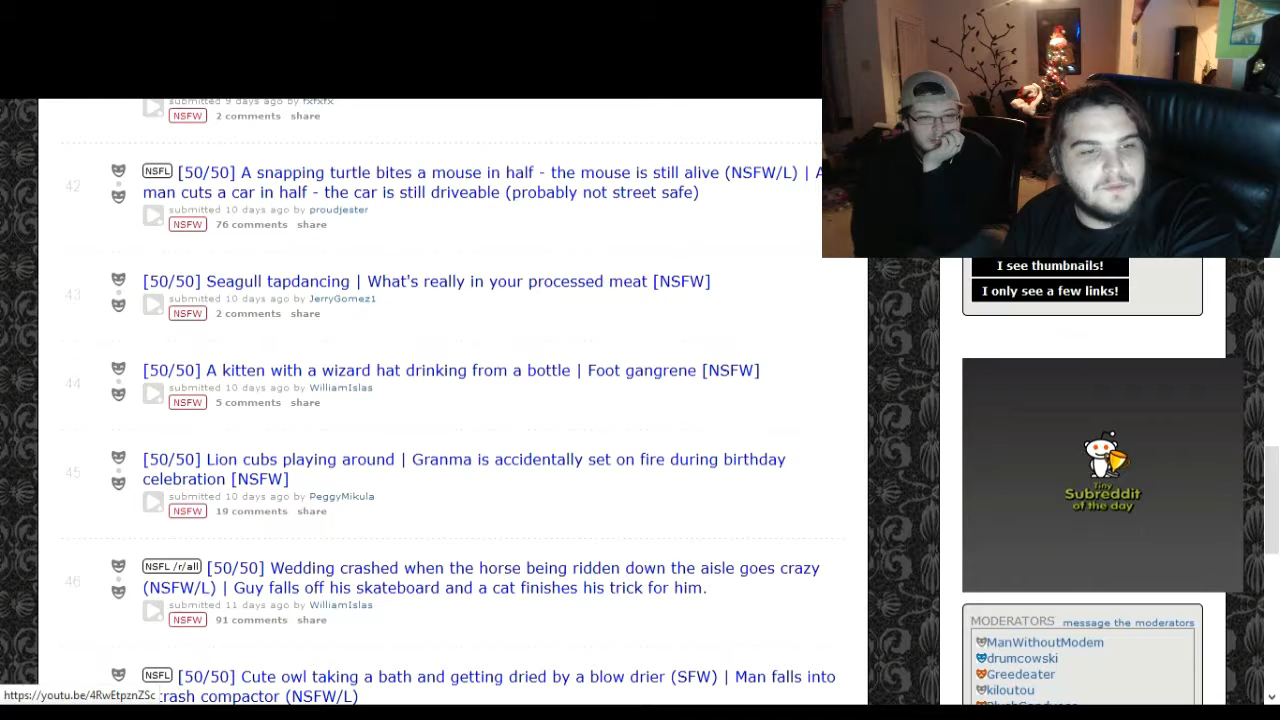 submitted 9 days ago by fxfxfx
NSFW 2 comments share
42
NSFL [50/50] A snapping turtle bites a mouse in half - the mouse is still alive (NSFW/L) | A
man cuts a car in half - the car is still driveable (probably not street safe)
submitted 10 days ago by proudjester
NSFW 76 comments share
43
[50/50] Seagull tapdancing | What's really in your processed meat [NSFW]
submitted 10 days ago by JerryGomez1
NSFW 2 comments share
44
[50/50] A kitten with a wizard hat drinking from a bottle | Foot gangrene [NSFW]
submitted 10 days ago by WilliamIslas
NSFW 5 comments share
45
[50/50] Lion cubs playing around | Granma is accidentally set on fire during birthday
celebration [NSFW]
submitted 10 days ago by PeggyMikula
NSFW 19 comments share
46
NSFL /r/all [50/50] Wedding crashed when the horse being ridden down the aisle goes crazy
(NSFW/L) | Guy falls off his skateboard and a cat finishes his trick for him.
submitted 11 days ago by WilliamIslas
NSFW 91 comments share
NSFL [50/50] Cute owl taking a bath and getting dried by a blow drier (SFW) | Man falls into
trash compactor (NSFW/L)
https://youtu.be/4RwEtpznZSc
I see thumbnails!
I only see a few links!
Tiny
Subreddit
of the day
MODERATORS message the moderators
ManWithoutModem
drumcowski
Greedeater
kiloutou